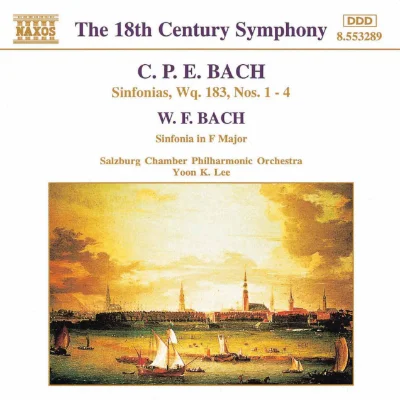 NAXOS
The 18th Century Symphony
DDD
8.553289
C. P. E. BACH
Sinfonias, Wq. 183, Nos. 1 - 4
W. F. BACH
Sinfonia in F Major
Salzburg Chamber Philharmonic Orchestra
Yoon K. Lee